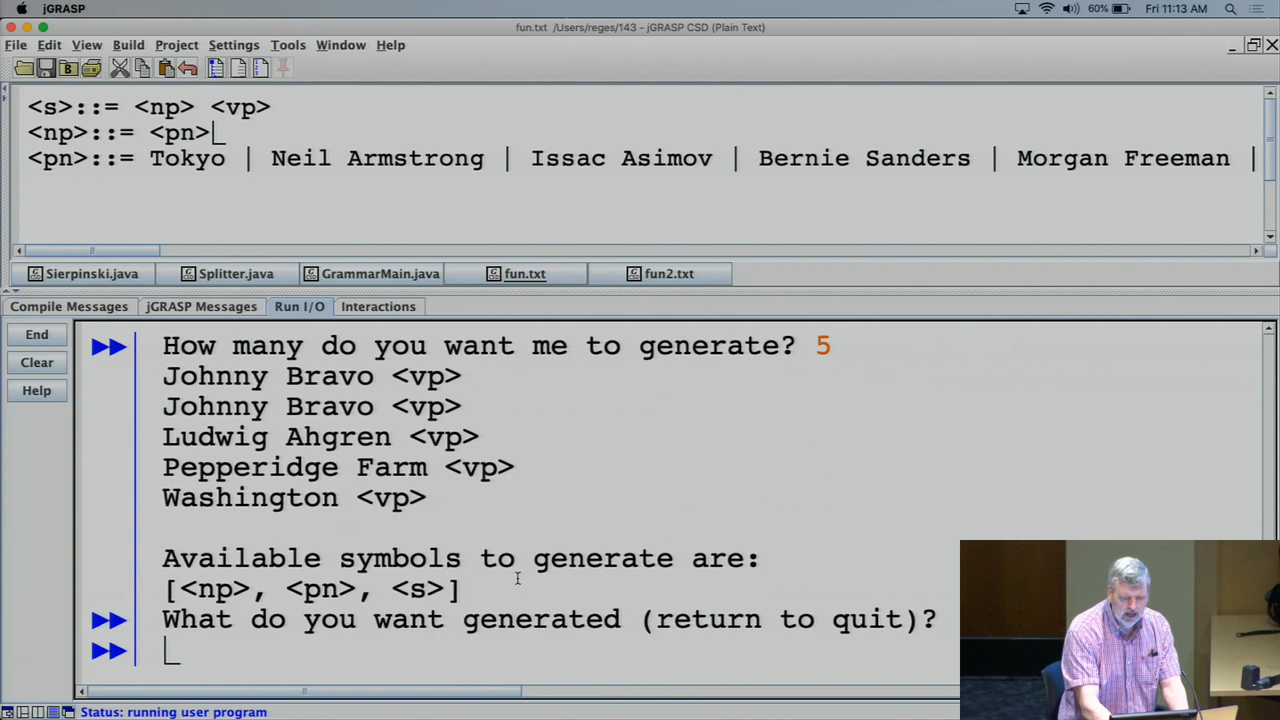 jGRASP 60% Fri 11:13 AM
fun.txt /Users/reges/143 - jGRASP CSD (Plain Text)
File Edit View Build Project Settings Tools Window Help
<s>::= <np> <vp>
<np>::= <pn>
<pn>::= Tokyo | Neil Armstrong | Issac Asimov | Bernie Sanders | Morgan Freeman |
Sierpinski.java Splitter.java GrammarMain.java fun.txt fun2.txt
Compile Messages jGRASP Messages Run I/O Interactions
End
Clear
Help
How many do you want me to generate? 5
Johnny Bravo <vp>
Johnny Bravo <vp>
Ludwig Ahgren <vp>
Pepperidge Farm <vp>
Washington <vp>
Available symbols to generate are:
[<np>, <pn>, <s>]
What do you want generated (return to quit)?
Status: running user program